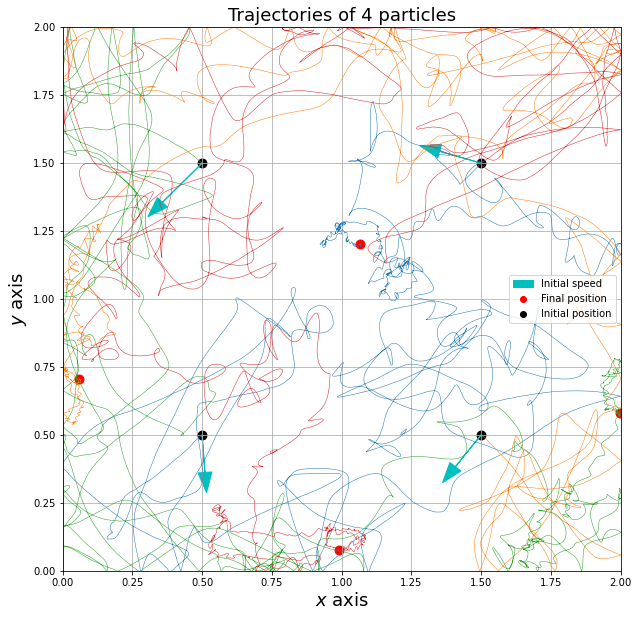 Trajectories of 4 particles
2.00
1.75
1.50
1.25
1.00
0.75
0.50
0.25
0.00
y axis
Initial speed
Final position
Initial position
0.00 0.25 0.50 0.75 1.00 1.25 1.50 1.75 2.00
x axis